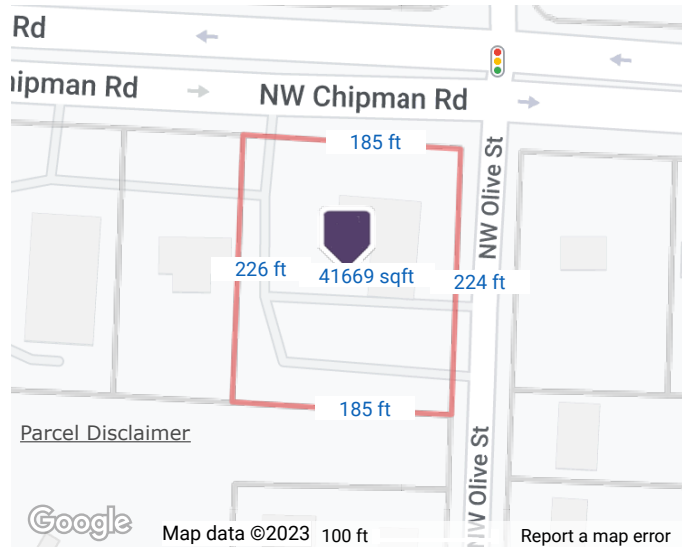 Rd
hipman Rd
NW Chipman Rd
185 ft
NW Olive St
226 ft
41669 sqft
224 ft
185 ft
Parcel Disclaimer
NW Olive St
Google
Map data ©2023
100 ft
Report a map error